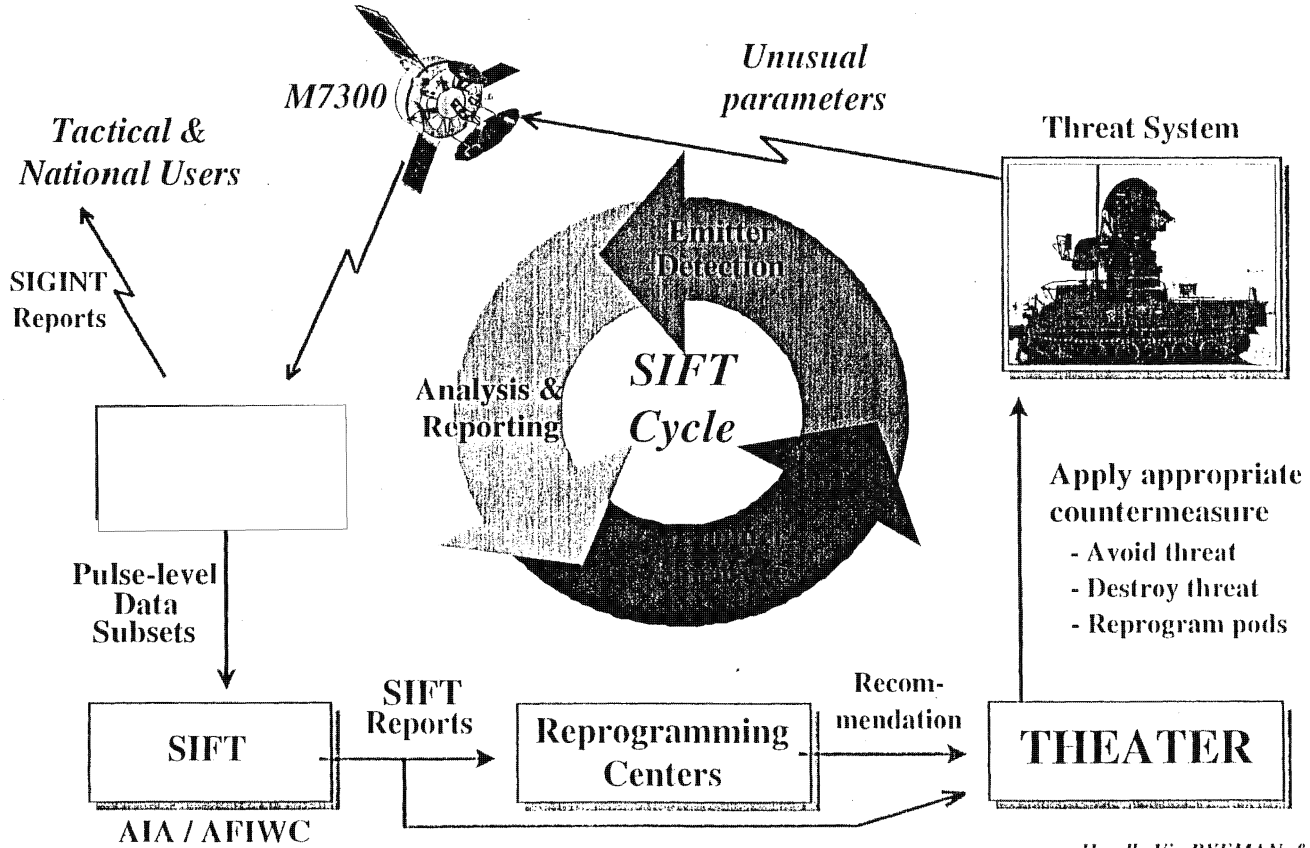 M7300
Unusual
parameters
Tactical &
National Users
Threat System
SIGINT
Reports
Emitter
Detection
SIFT
Cycle
Analysis &
Reporting
Apply appropriate
countermeasure
- Avoid threat
- Destroy threat
- Reprogram pods
Pulse-level
Data
Subsets
SIFT
AIA / AFIWC
SIFT
Reports
Reprogramming
Centers
Recom-
mendation
THEATER